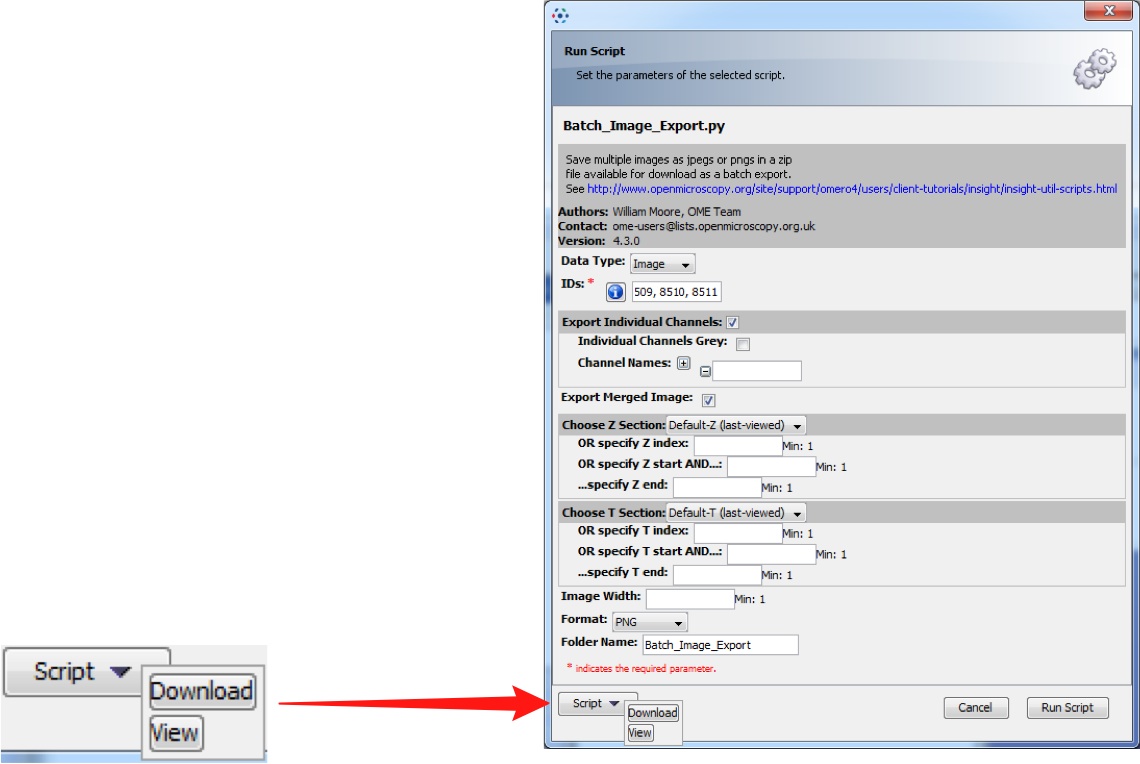 Run Script
Set the parameters of the selected script.
Batch_Image_Export.py
Save multiple images as jpegs or pngs in a zip
file available for download as a batch export.
See http://www.openmicroscopy.org/site/support/omero4/users/client-tutorials/insight/insight-util-scripts.html
Authors: William Moore, OME Team
Contact: ome-users@lists.openmicroscopy.org.uk
Version: 4.3.0
Data Type: Image
IDs: * 509, 8510, 8511
Export Individual Channels:
Individual Channels Grey:
Channel Names:
Export Merged Image:
Choose Z Section: Default-Z (last-viewed)
OR specify Z index: Min: 1
OR specify Z start AND...: Min: 1
...specify Z end: Min: 1
Choose T Section: Default-T (last-viewed)
OR specify T index: Min: 1
OR specify T start AND...: Min: 1
...specify T end: Min: 1
Image Width: Min: 1
Format: PNG
Folder Name: Batch_Image_Export
* indicates the required parameter.
Script
Download
View
Cancel
Run Script
Script
Download
View